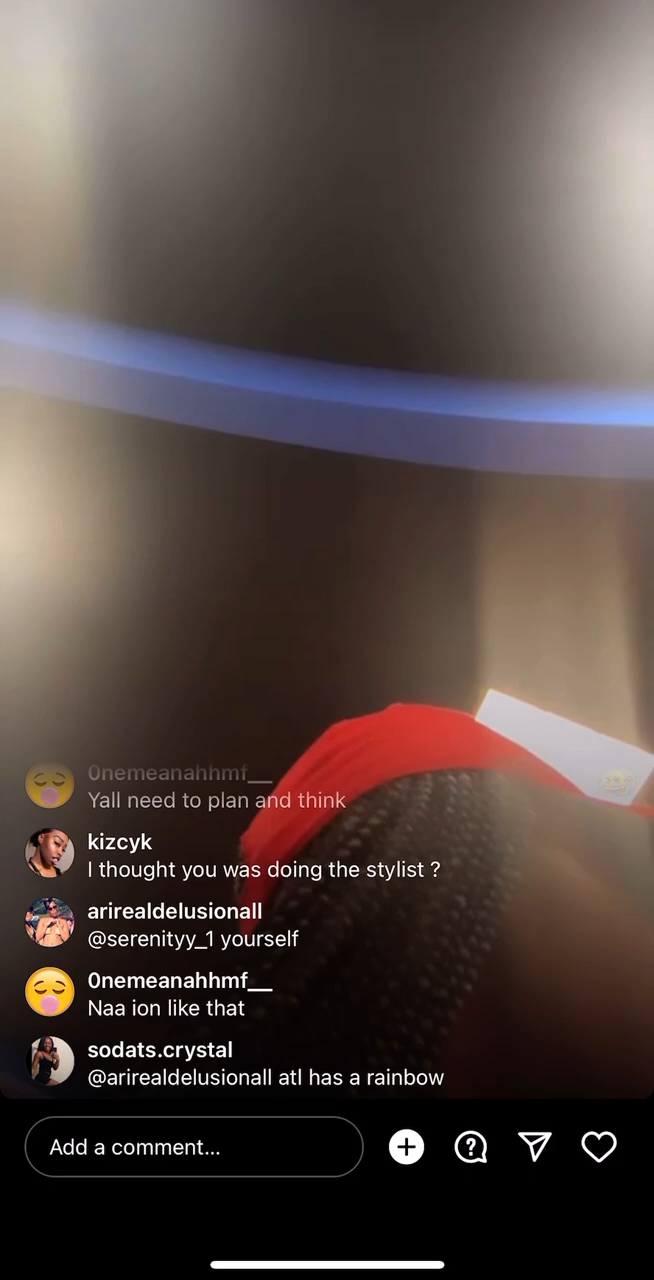 0nemeanahhmf__
Yall need to plan and think
kizcyk
I thought you was doing the stylist ?
arirealdelusionall
@serenityy_1 yourself
0nemeanahhmf__
Naa ion like that
sodats.crystal
@arirealdelusionall atl has a rainbow
Add a comment...